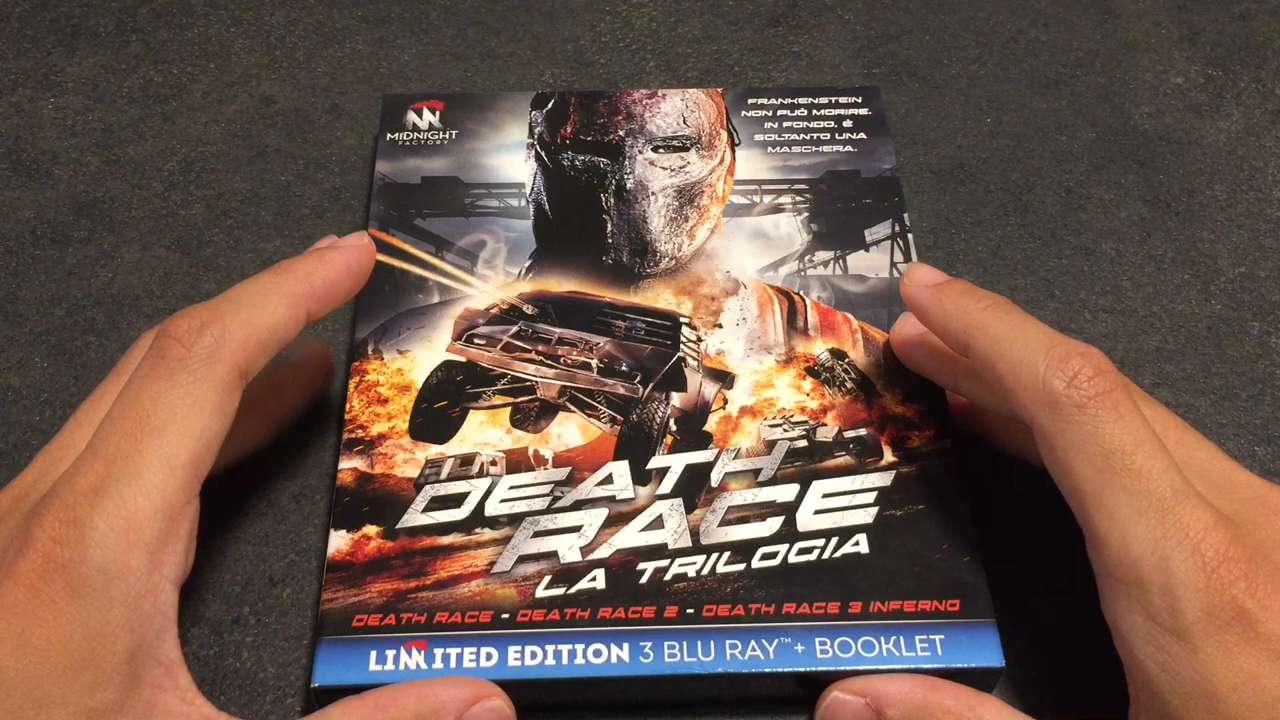 MIDNIGHT
FACTORY
FRANKENSTEIN
NON PUÒ MORIRE.
IN FONDO, È
SOLTANTO UNA
MASCHERA.
DEATH
RACE
LA TRILOGIA
DEATH RACE - DEATH RACE 2 - DEATH RACE 3 INFERNO
LIMITED EDITION 3 BLU RAY™ + BOOKLET